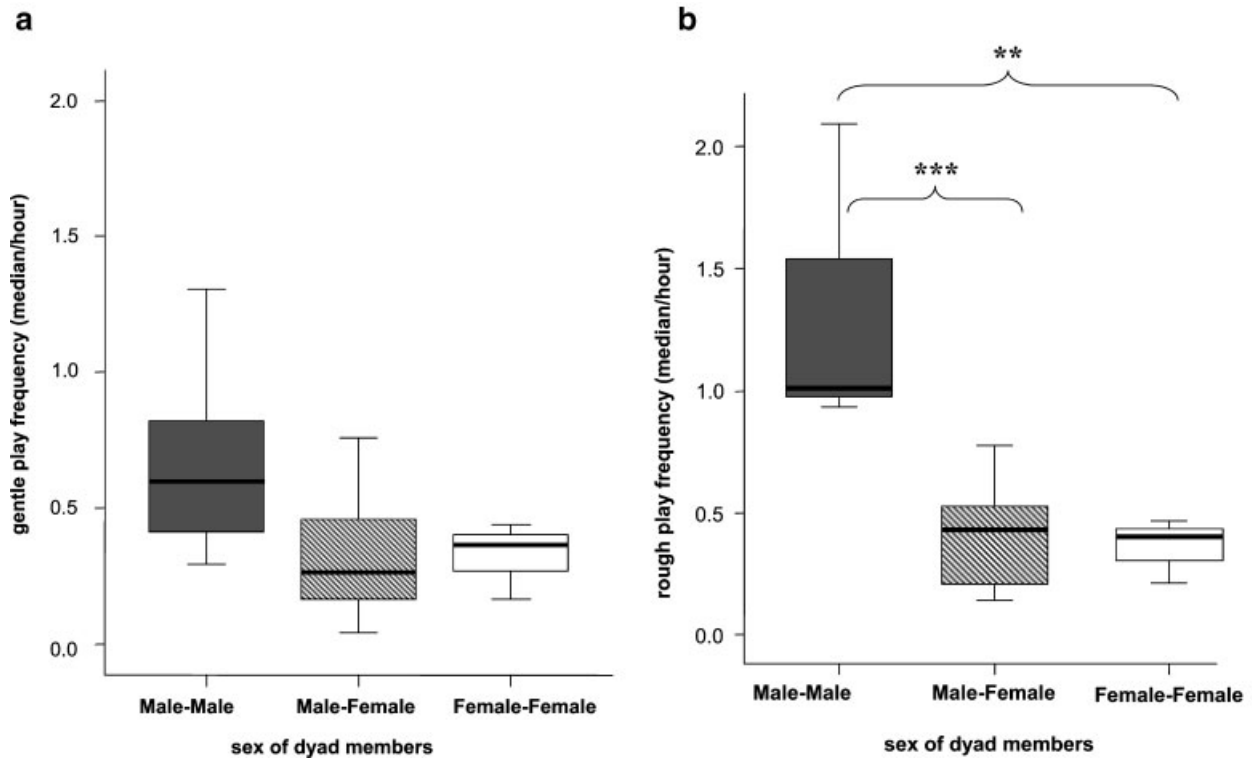 a
gentle play frequency (median/hour)
2.0
1.5
1.0
0.5
0.0
Male-Male
Male-Female
Female-Female
sex of dyad members
b
rough play frequency (median/hour)
**
***
2.0
1.5
1.0
0.5
0.0
Male-Male
Male-Female
Female-Female
sex of dyad members